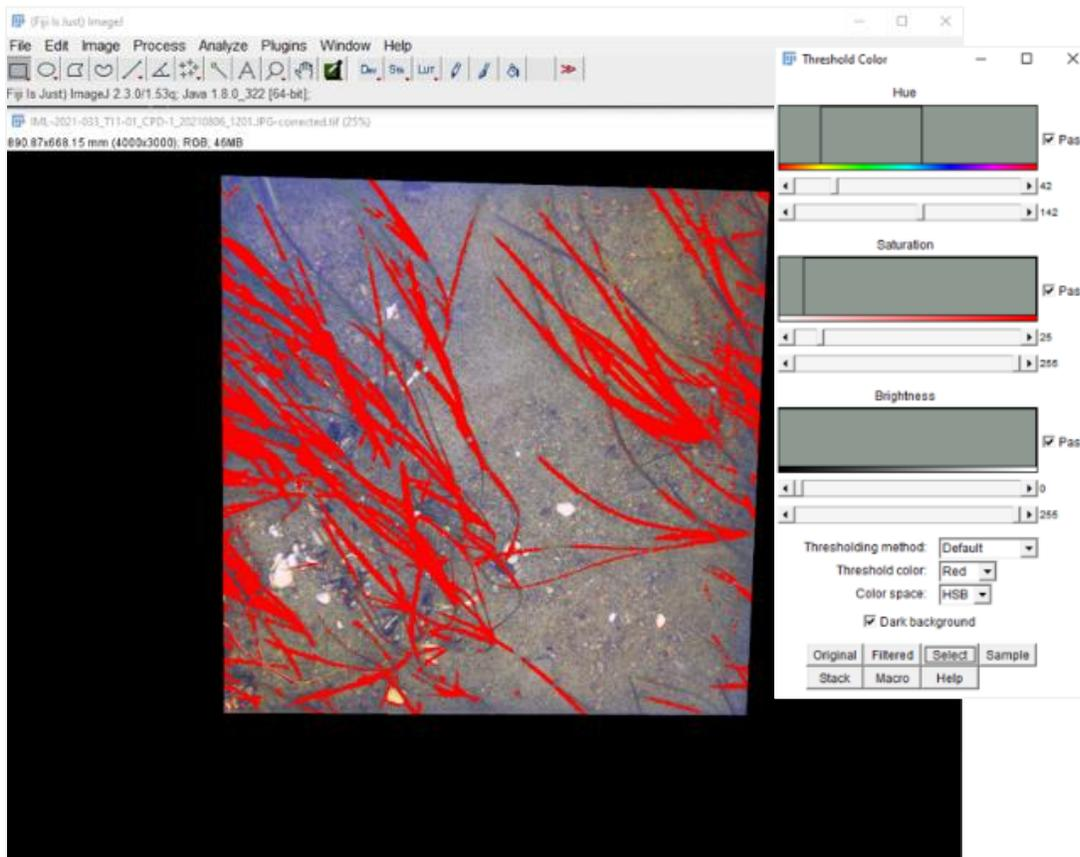 (Fiji Is Just) ImageJ
File Edit Image Process Analyze Plugins Window Help
Dev Stk LUT
Fiji Is Just) ImageJ 2.3.0/1.53q; Java 1.8.0_322 [64-bit];
IML-2021-033_T11-01_CPD-1_20210806_1201.JPG-corrected.tif (25%)
890.87x668.15 mm (4000x3000); RGB; 46MB
Threshold Color
Hue
Pas
42
142
Saturation
Pas
25
255
Brightness
Pas
0
255
Thresholding method: Default
Threshold color: Red
Color space: HSB
Dark background
Original Filtered Select Sample
Stack Macro Help